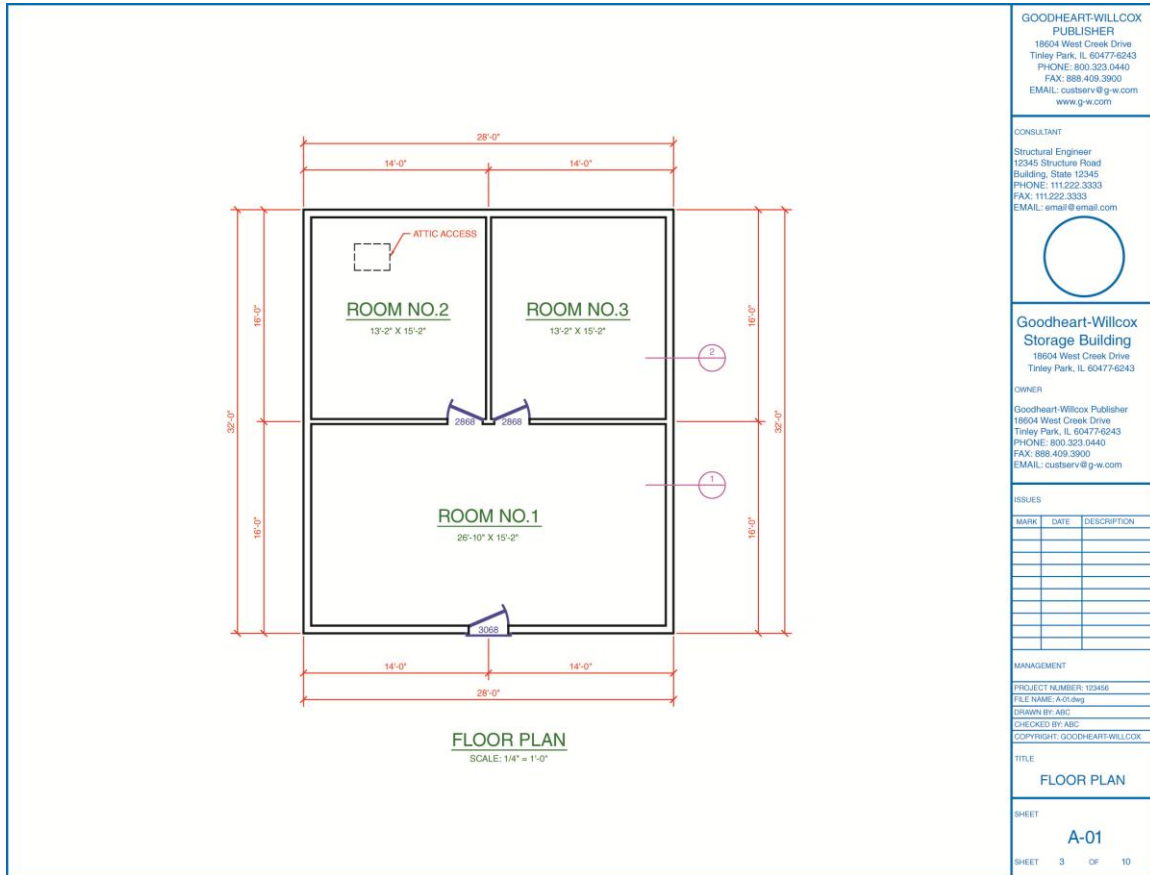 28'-0"
14'-0"
14'-0"
ATTIC ACCESS
ROOM NO.2
13'-2" X 15'-2"
ROOM NO.3
13'-2" X 15'-2"
16'-0"
16'-0"
2
32'-0"
32'-0"
2868
2868
1
ROOM NO.1
26'-10" X 15'-2"
16'-0"
16'-0"
3068
14'-0"
14'-0"
28'-0"
FLOOR PLAN
SCALE: 1/4" = 1'-0"
GOODHEART-WILLCOX
PUBLISHER
18604 West Creek Drive
Tinley Park, IL 60477-6243
PHONE: 800.323.0440
FAX: 888.409.3900
EMAIL: custserv@g-w.com
www.g-w.com
CONSULTANT
Structural Engineer
12345 Structure Road
Building, State 12345
PHONE: 111.222.3333
FAX: 111.222.3333
EMAIL: email@email.com
Goodheart-Willcox
Storage Building
18604 West Creek Drive
Tinley Park, IL 60477-6243
OWNER
Goodheart-Willcox Publisher
18604 West Creek Drive
Tinley Park, IL 60477-6243
PHONE: 800.323.0440
FAX: 888.409.3900
EMAIL: custserv@g-w.com
ISSUES
MARK DATE DESCRIPTION
MANAGEMENT
PROJECT NUMBER: 123456
FILE NAME: A-01.dwg
DRAWN BY: ABC
CHECKED BY: ABC
COPYRIGHT: GOODHEART-WILLCOX
TITLE
FLOOR PLAN
SHEET
A-01
SHEET 3 OF 10